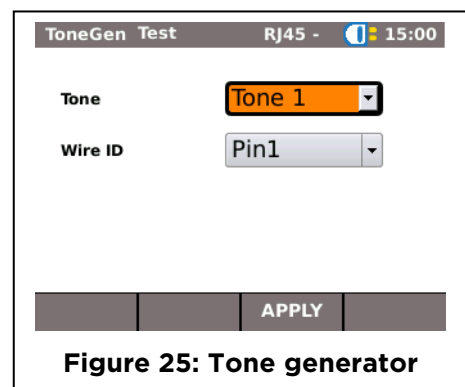 ToneGen Test RJ45 - 15:00
Tone Tone 1
Wire ID Pin1
APPLY
Figure 25: Tone generator